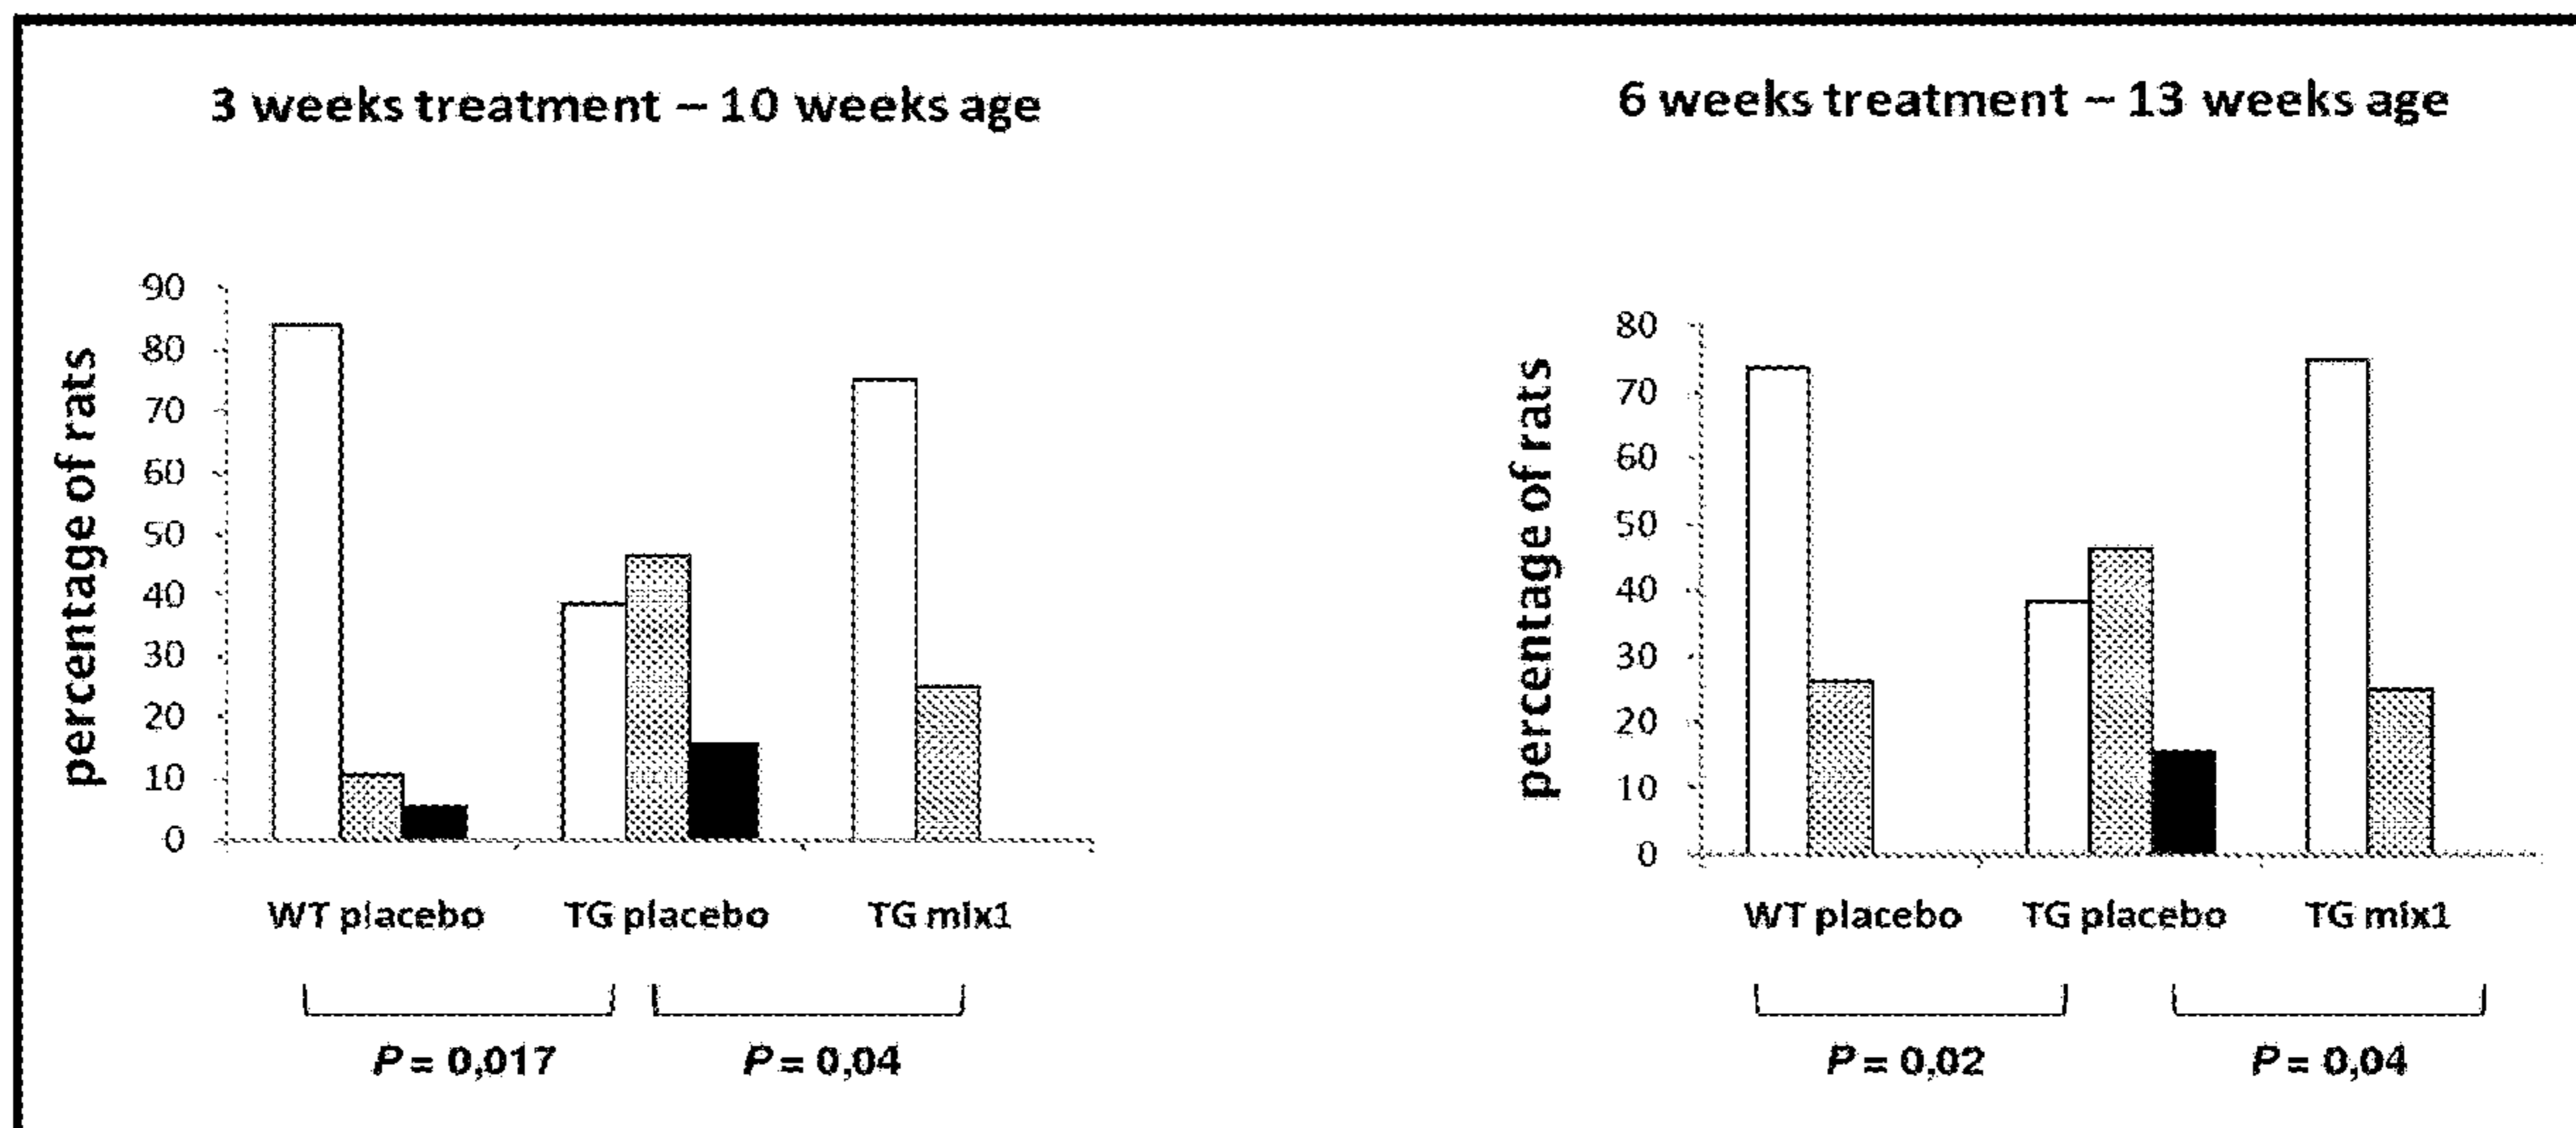 3 weeks treatment – 10 weeks age
percentage of rats
90
80
70
60
50
40
30
20
10
0
WT placebo TG placebo TG mix1
P = 0,017 P = 0,04
6 weeks treatment – 13 weeks age
percentage of rats
80
70
60
50
40
30
20
10
0
WT placebo TG placebo TG mix1
P = 0,02 P = 0,04